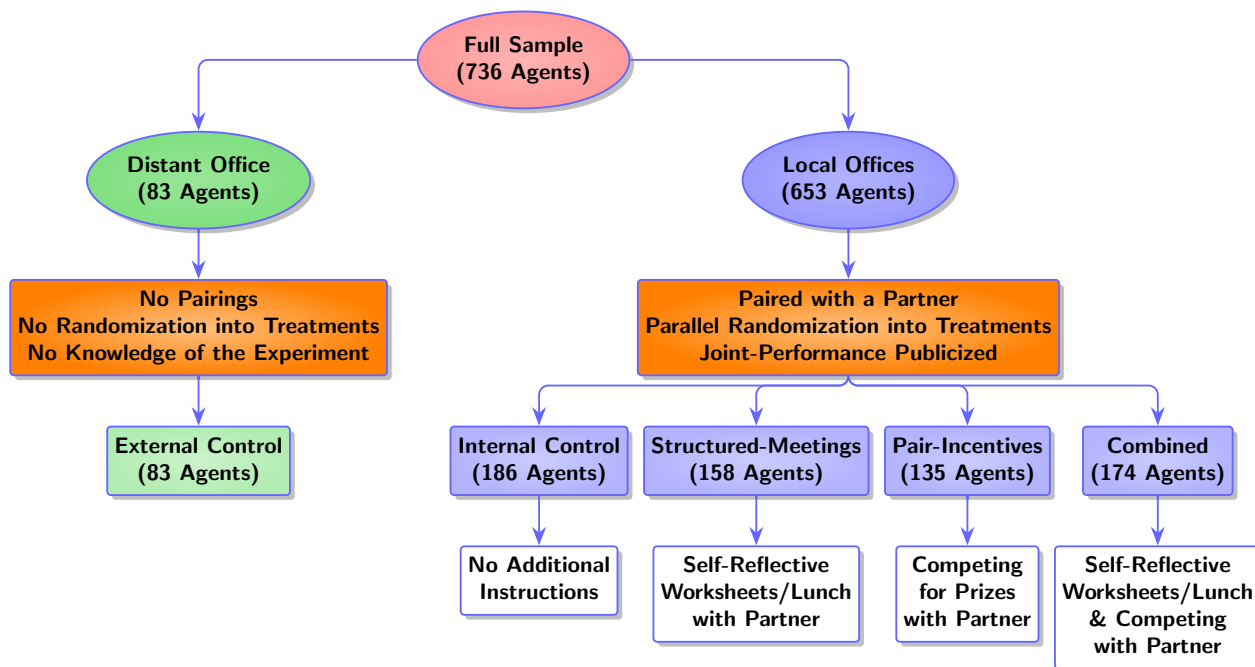 Full Sample
(736 Agents)
Distant Office
(83 Agents)
Local Offices
(653 Agents)
No Pairings
No Randomization into Treatments
No Knowledge of the Experiment
Paired with a Partner
Parallel Randomization into Treatments
Joint-Performance Publicized
External Control
(83 Agents)
Internal Control
(186 Agents)
Structured-Meetings
(158 Agents)
Pair-Incentives
(135 Agents)
Combined
(174 Agents)
No Additional
Instructions
Self-Reflective
Worksheets/Lunch
with Partner
Competing
for Prizes
with Partner
Self-Reflective
Worksheets/Lunch
& Competing
with Partner